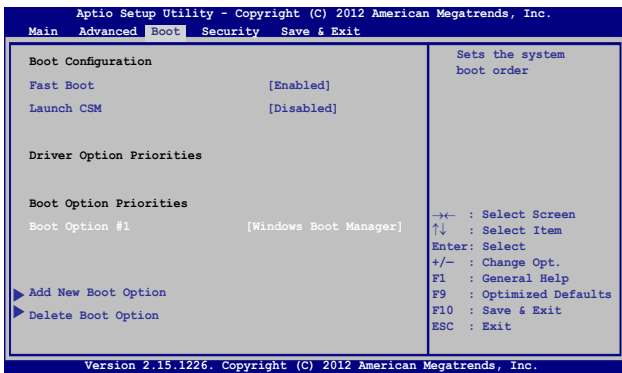 Aptio Setup Utility - Copyright (C) 2012 American Megatrends, Inc.
Main Advanced Boot Security Save & Exit
Boot Configuration
Fast Boot [Enabled]
Launch CSM [Disabled]
Driver Option Priorities
Boot Option Priorities
Boot Option #1 [Windows Boot Manager]
Add New Boot Option
Delete Boot Option
Sets the system
boot order
→← : Select Screen
↑↓ : Select Item
Enter: Select
+/— : Change Opt.
F1 : General Help
F9 : Optimized Defaults
F10 : Save & Exit
ESC : Exit
Version 2.15.1226. Copyright (C) 2012 American Megatrends, Inc.